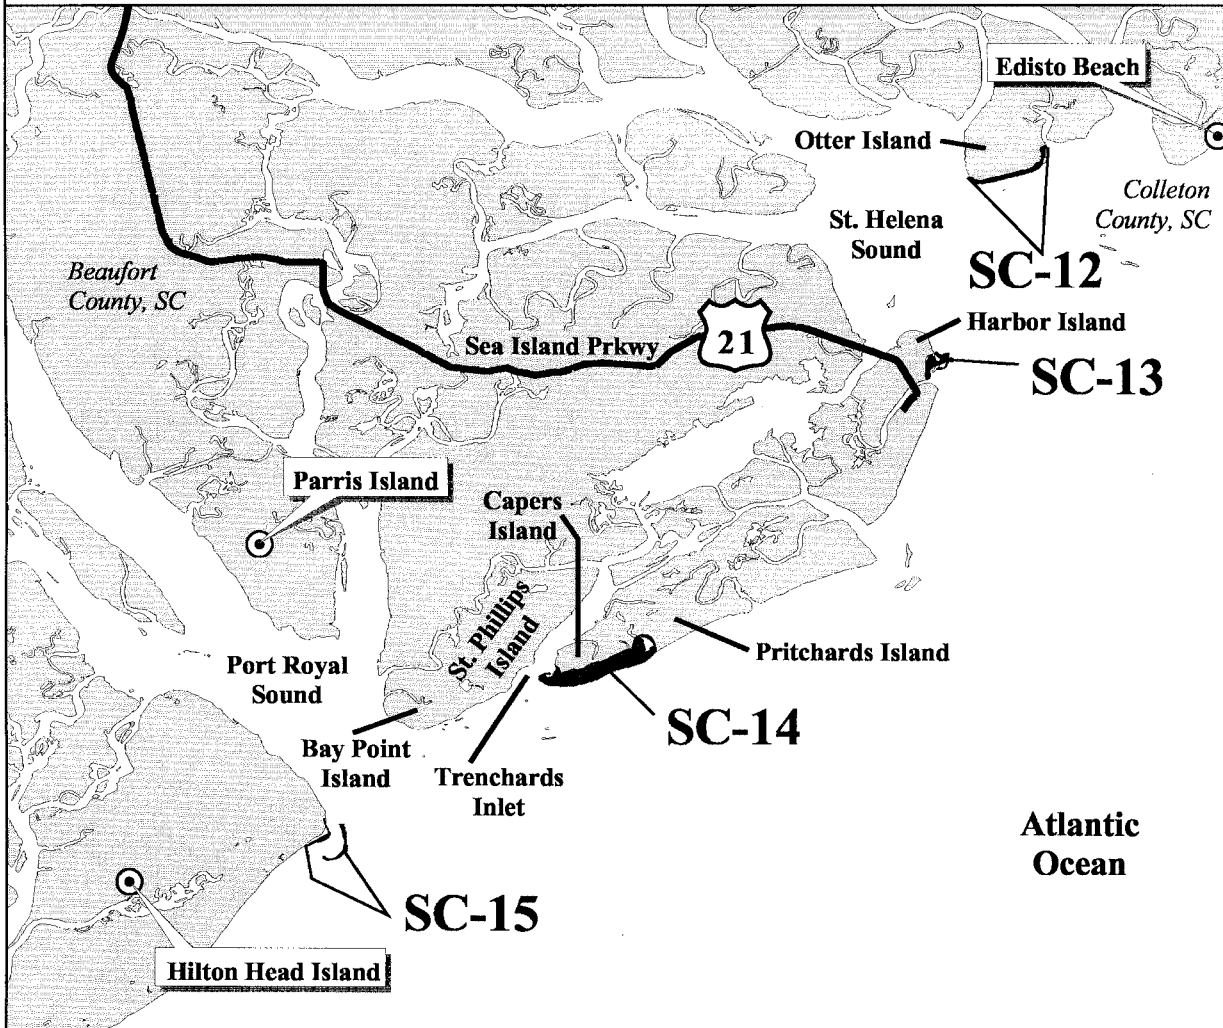 Edisto Beach
Otter Island
Colleton
County, SC
St. Helena
Sound
SC-12
Beaufort
County, SC
Harbor Island
Sea Island Prkwy
21
SC-13
Parris Island
Capers
Island
St. Phillips
Island
Pritchards Island
Port Royal
Sound
SC-14
Bay Point
Island
Trenchards
Inlet
Atlantic
Ocean
SC-15
Hilton Head Island